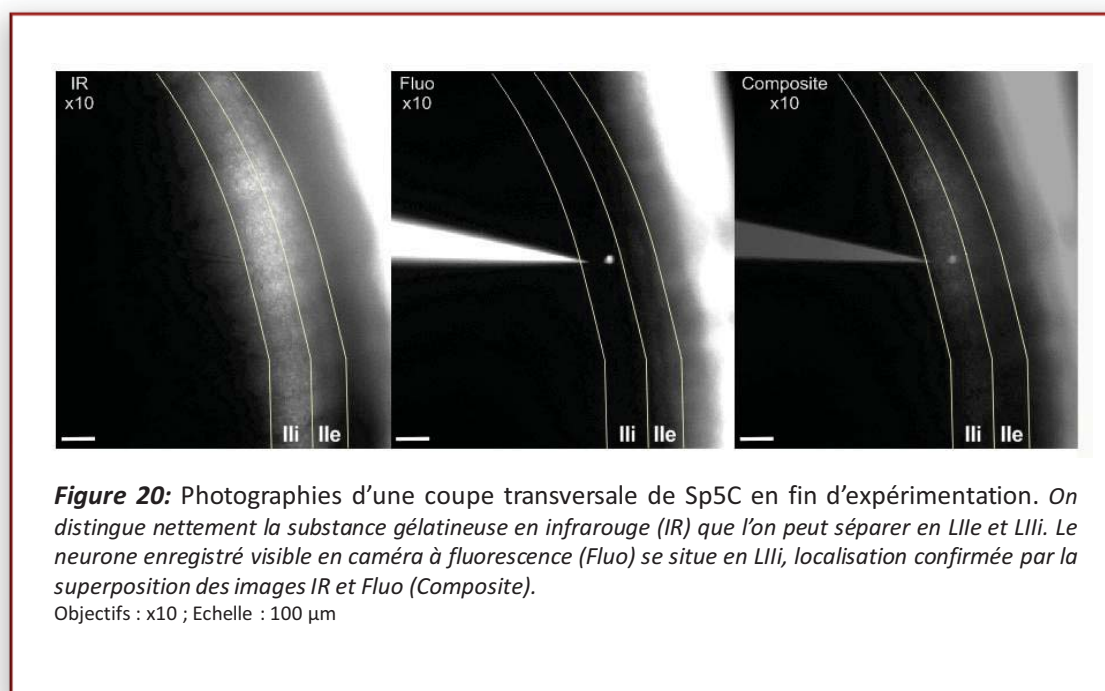 IR
x10
Fluo
x10
Composite
x10
IIi IIe
IIi IIe
IIi IIe
Figure 20: Photographies d’une coupe transversale de Sp5C en fin d’expérimentation. On
distingue nettement la substance gélatineuse en infrarouge (IR) que l’on peut séparer en LIIe et LIIi. Le
neurone enregistré visible en caméra à fluorescence (Fluo) se situe en LIIi, localisation confirmée par la
superposition des images IR et Fluo (Composite).
Objectifs : x10 ; Echelle : 100 µm